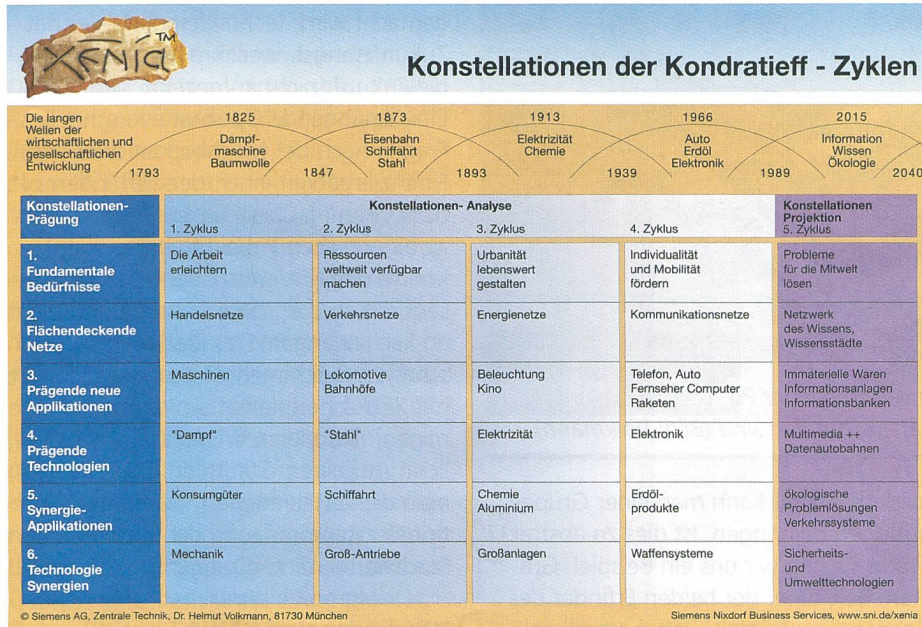 XENIA™
Konstellationen der Kondratieff - Zyklen
Die langen
Wellen der
wirtschaftlichen und
gesellschaftlichen
Entwicklung
1825
Dampf-
maschine
Baumwolle
1873
Eisenbahn
Schiffahrt
Stahl
1913
Elektrizität
Chemie
1966
Auto
Erdöl
Elektronik
2015
Information
Wissen
Ökologie
1793 1847 1893 1939 1989 2040
Konstellationen-
Prägung
Konstellationen- Analyse
1. Zyklus 2. Zyklus 3. Zyklus 4. Zyklus
Konstellationen
Projektion
5. Zyklus
1.
Fundamentale
Bedürfnisse
Die Arbeit
erleichtern
Ressourcen
weltweit verfügbar
machen
Urbanität
lebenswert
gestalten
Individualität
und Mobilität
fördern
Probleme
für die Mitwelt
lösen
2.
Flächendeckende
Netze
Handelsnetze
Verkehrsnetze
Energienetze
Kommunikationsnetze
Netzwerk
des Wissens,
Wissensstädte
3.
Prägende neue
Applikationen
Maschinen
Lokomotive
Bahnhöfe
Beleuchtung
Kino
Telefon, Auto
Fernseher Computer
Raketen
Immaterielle Waren
Informationsanlagen
Informationsbanken
4.
Prägende
Technologien
"Dampf"
"Stahl"
Elektrizität
Elektronik
Multimedia ++
Datenautobahnen
5.
Synergie-
Applikationen
Konsumgüter
Schiffahrt
Chemie
Aluminium
Erdöl-
produkte
ökologische
Problemlösungen
Verkehrssysteme
6.
Technologie
Synergien
Mechanik
Groß-Antriebe
Großanlagen
Waffensysteme
Sicherheits-
und
Umwelttechnologien
© Siemens AG, Zentrale Technik, Dr. Helmut Volkmann, 81730 München
Siemens Nixdorf Business Services, www.sni.de/xenia